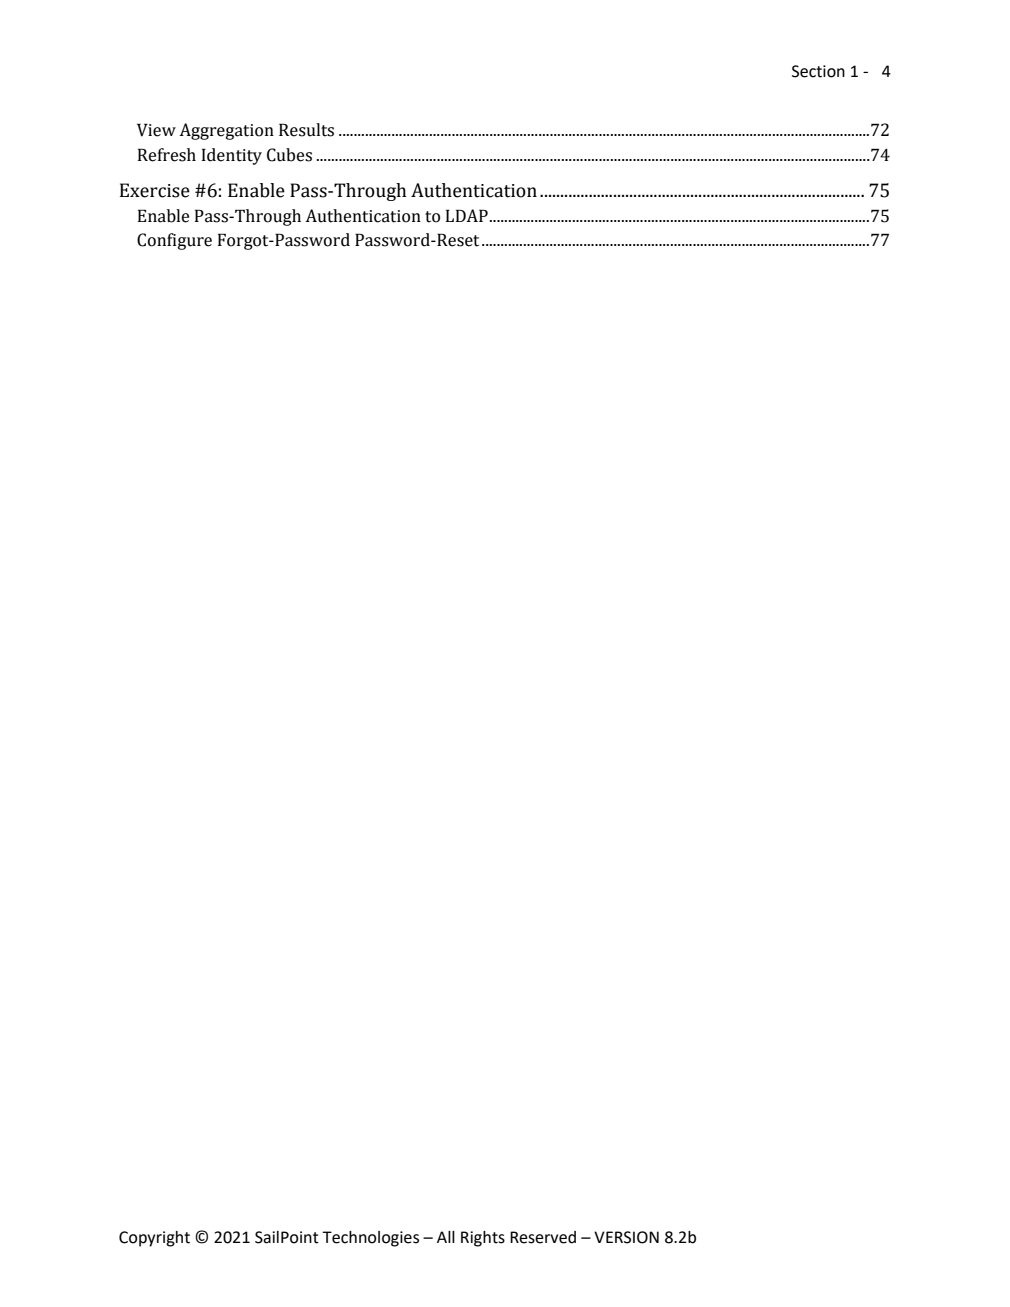 Section 1 -   4
View Aggregation Results ........................................................................................................................................72
Refresh Identity Cubes ..............................................................................................................................................74
Exercise #6: Enable Pass-Through Authentication ................................................................................. 75
Enable Pass-Through Authentication to LDAP..................................................................................................75
Configure Forgot-Password Password-Reset ....................................................................................................77
Copyright © 2021 SailPoint Technologies – All Rights Reserved – VERSION 8.2b